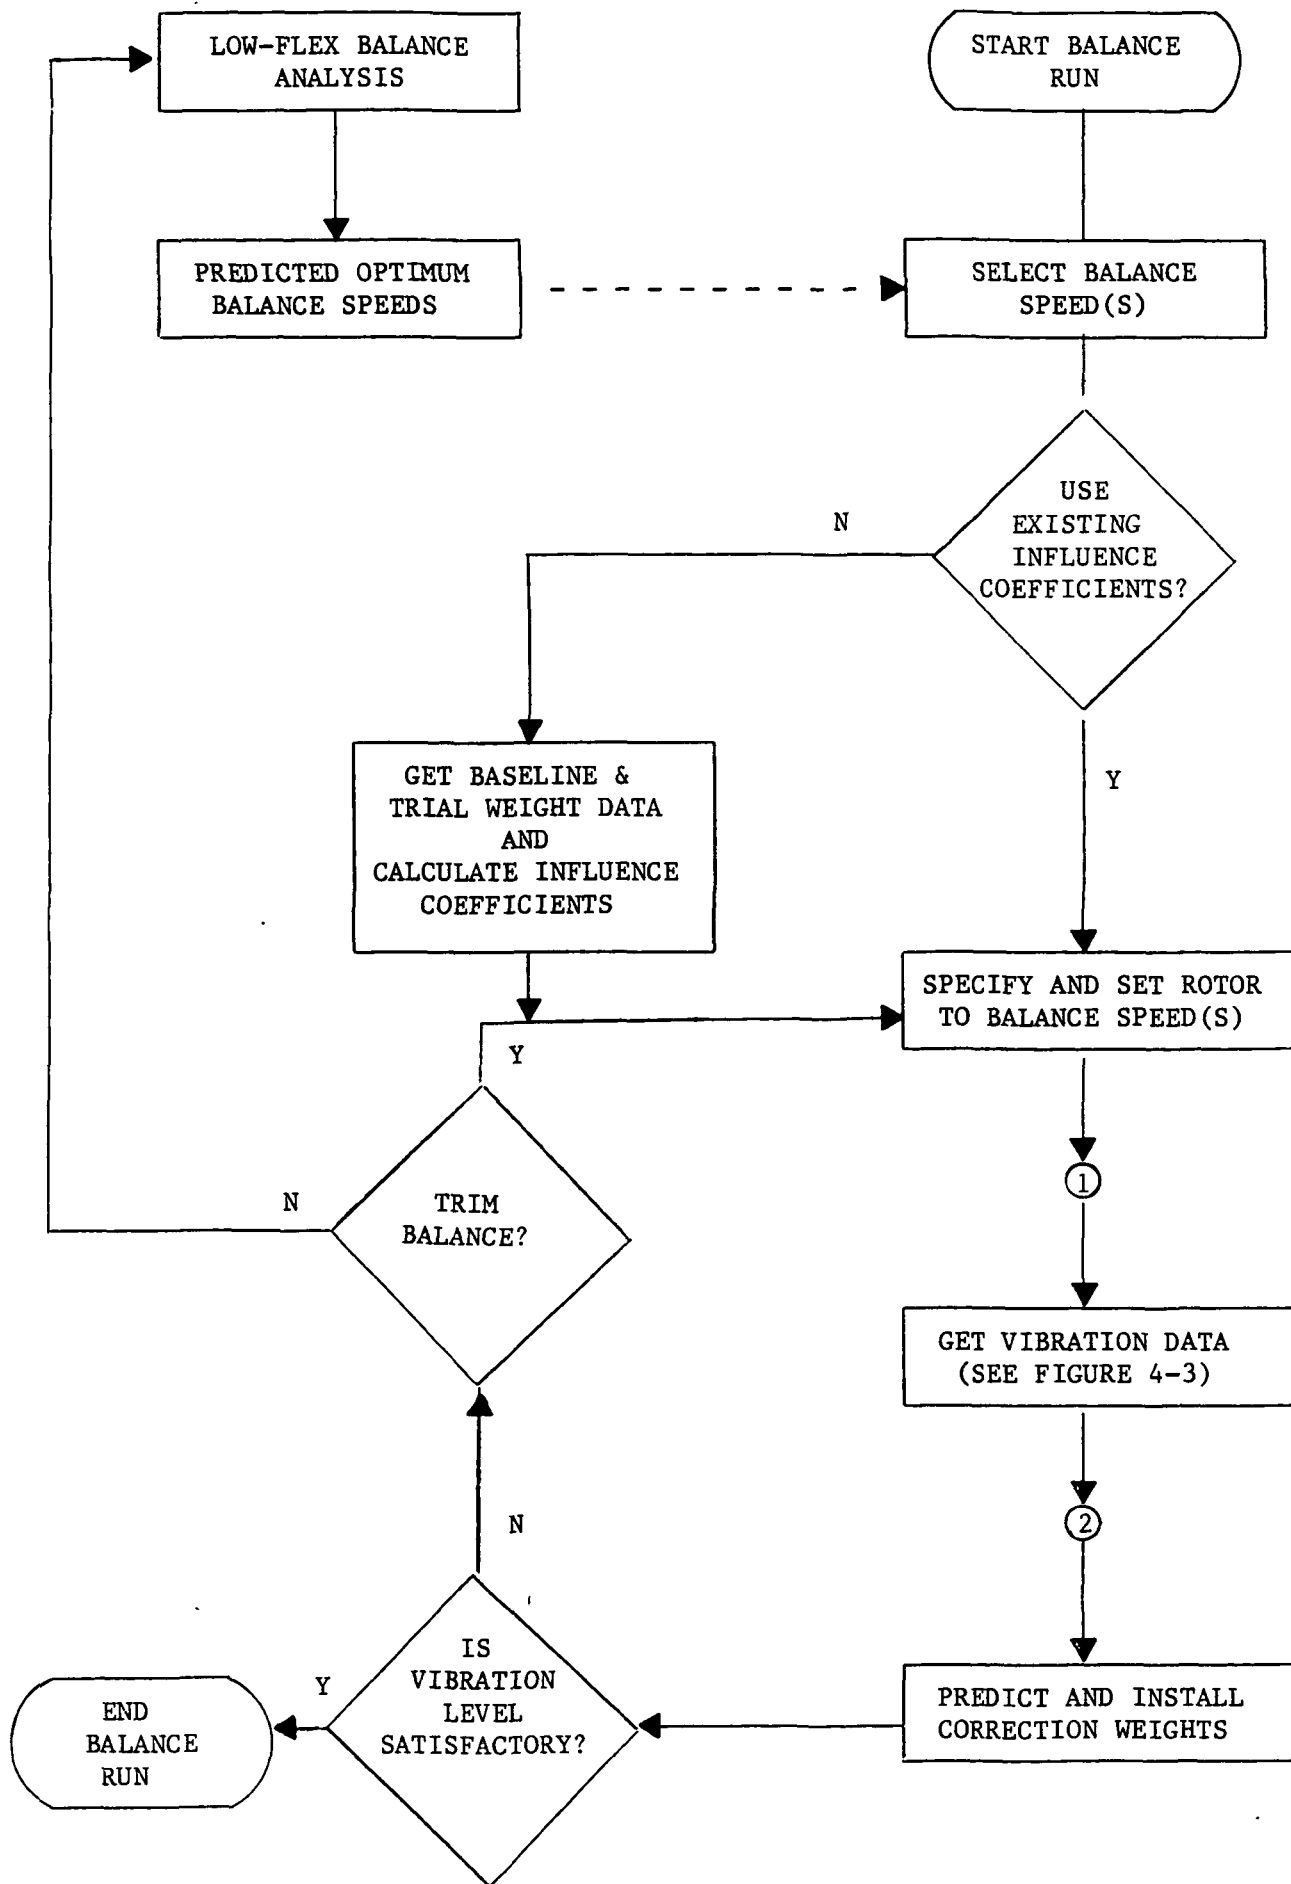 LOW-FLEX BALANCE
ANALYSIS
START BALANCE
RUN
PREDICTED OPTIMUM
BALANCE SPEEDS
SELECT BALANCE
SPEED(S)
USE
EXISTING
INFLUENCE
COEFFICIENTS?
N
Y
GET BASELINE &
TRIAL WEIGHT DATA
AND
CALCULATE INFLUENCE
COEFFICIENTS
SPECIFY AND SET ROTOR
TO BALANCE SPEED(S)
Y
1
TRIM
BALANCE?
N
GET VIBRATION DATA
(SEE FIGURE 4-3)
2
N
IS
VIBRATION
LEVEL
SATISFACTORY?
Y
PREDICT AND INSTALL
CORRECTION WEIGHTS
END
BALANCE
RUN